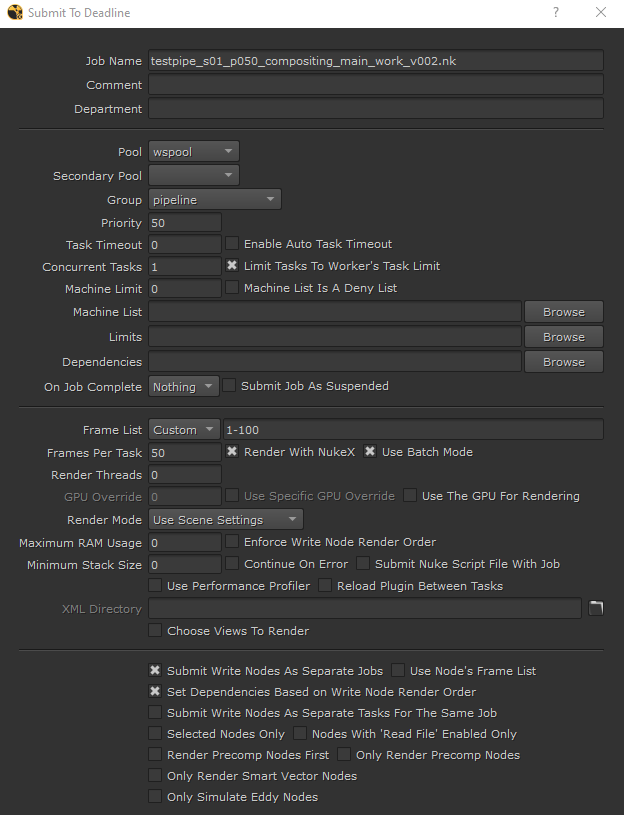 Submit To Deadline
Job Name testpipe_s01_p050_compositing_main_work_v002.nk
Comment
Department
Pool wspool
Secondary Pool
Group pipeline
Priority 50
Task Timeout 0 Enable Auto Task Timeout
Concurrent Tasks 1 Limit Tasks To Worker's Task Limit
Machine Limit 0 Machine List Is A Deny List
Machine List Browse
Limits Browse
Dependencies Browse
On Job Complete Nothing Submit Job As Suspended
Frame List Custom 1-100
Frames Per Task 50 Render With NukeX Use Batch Mode
Render Threads 0
GPU Override 0 Use Specific GPU Override Use The GPU For Rendering
Render Mode Use Scene Settings
Maximum RAM Usage 0 Enforce Write Node Render Order
Minimum Stack Size 0 Continue On Error Submit Nuke Script File With Job
Use Performance Profiler Reload Plugin Between Tasks
XML Directory
Choose Views To Render
Submit Write Nodes As Separate Jobs Use Node's Frame List
Set Dependencies Based on Write Node Render Order
Submit Write Nodes As Separate Tasks For The Same Job
Selected Nodes Only Nodes With 'Read File' Enabled Only
Render Precomp Nodes First Only Render Precomp Nodes
Only Render Smart Vector Nodes
Only Simulate Eddy Nodes